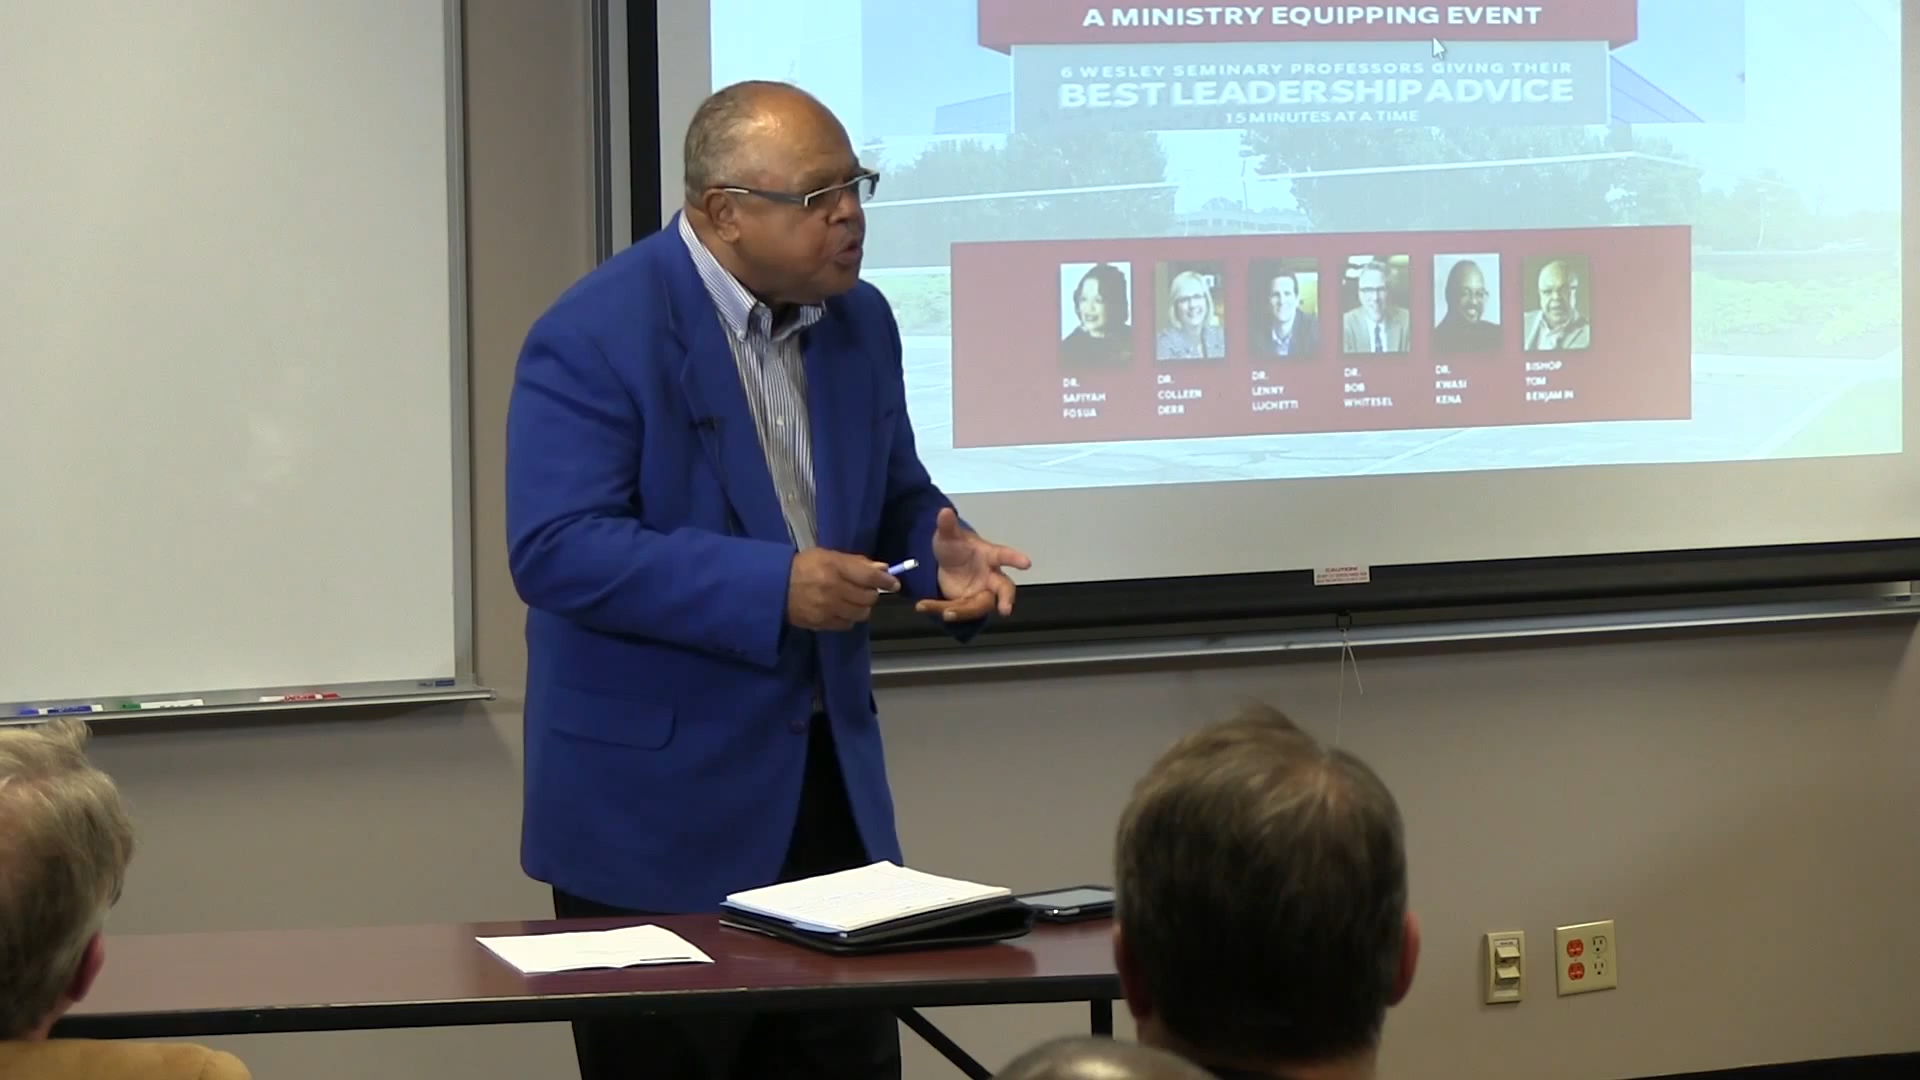 A MINISTRY EQUIPPING EVENT
6 WESLEY SEMINARY PROFESSORS GIVING THEIR
BEST LEADERSHIP ADVICE
15 MINUTES AT A TIME
DR.
SAFIYAH
FOSUA
DR.
COLLEEN
DERR
DR.
LENNY
LUCHETTI
DR.
BOB
WHITESEL
DR.
KWASI
KENA
BISHOP
TOM
BENJAMIN
CAUTION